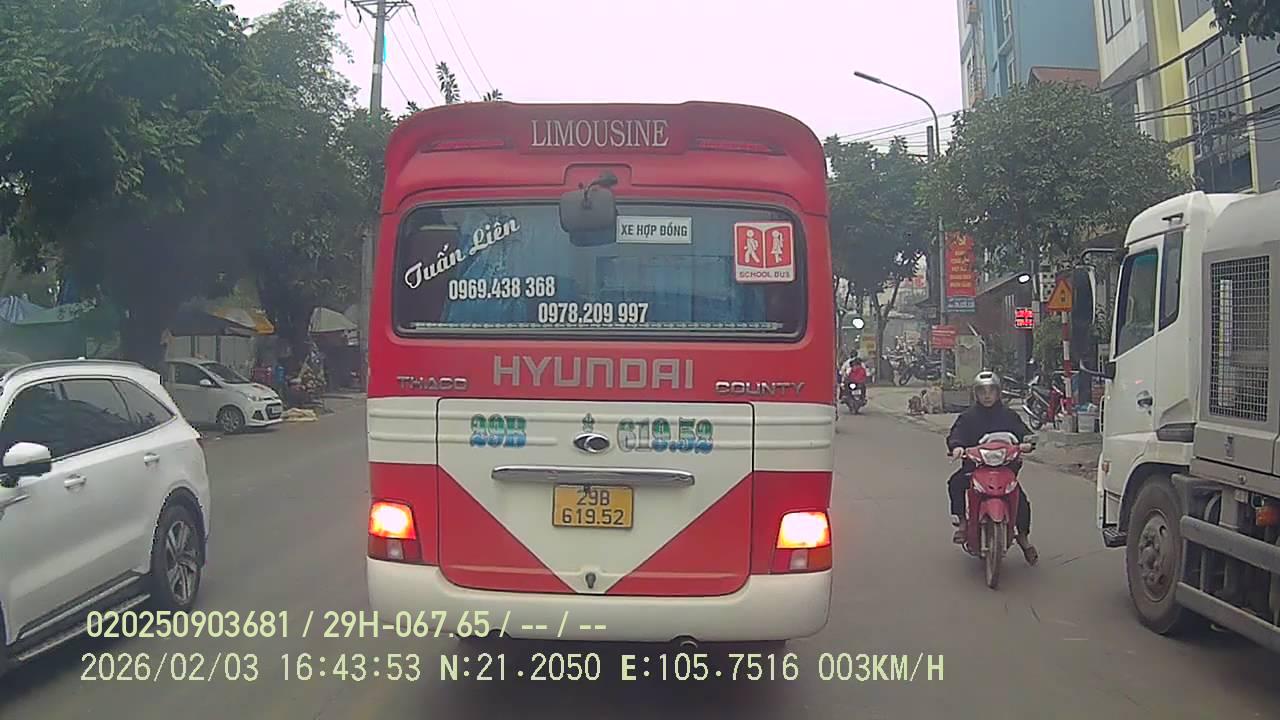 LIMOUSINE
Tuấn Liên
XE HỢP ĐỒNG
SCHOOL BUS
0969.438 368
0978.209 997
HYUNDAI
THACO
COUNTY
29B 619.52
29B
619.52
020250903681 / 29H-067.65 / -- / --
2026/02/03 16:43:53 N:21.2050 E:105.7516 003KM/H